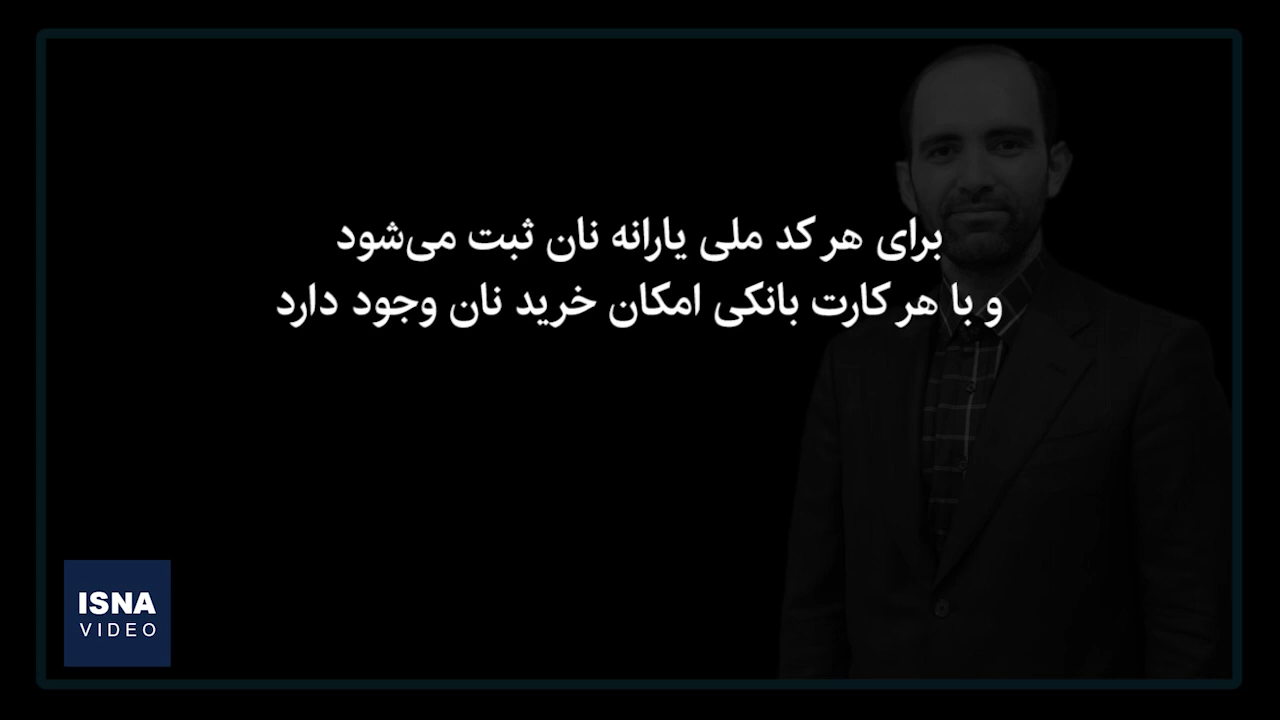 برای هر کد ملی یارانه نان ثبت می‌شود
و با هر کارت بانکی امکان خرید نان وجود دارد
ISNA
VIDEO